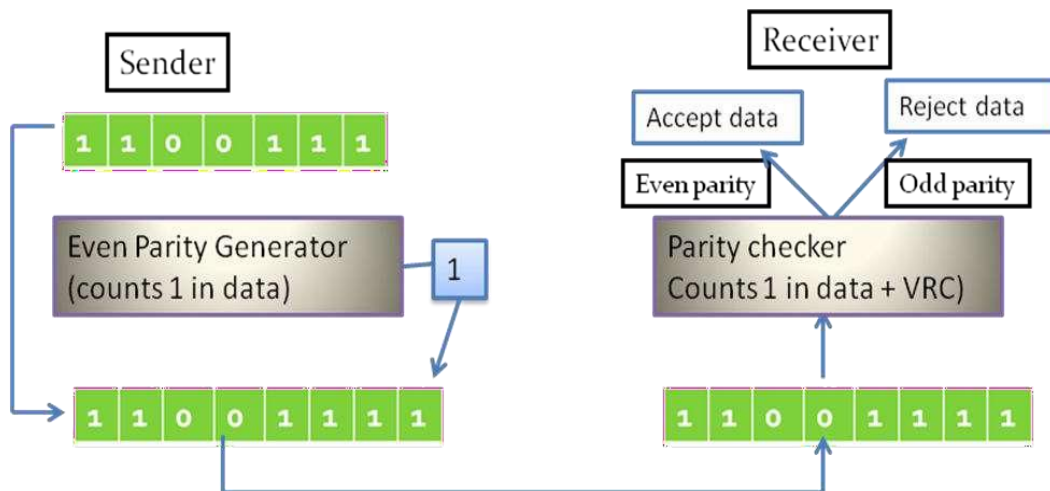 Sender
1 1 0 0 1 1 1
Even Parity Generator
(counts 1 in data)
1
1 1 0 0 1 1 1 1
Receiver
Accept data
Reject data
Even parity
Odd parity
Parity checker
Counts 1 in data + VRC)
1 1 0 0 1 1 1 1